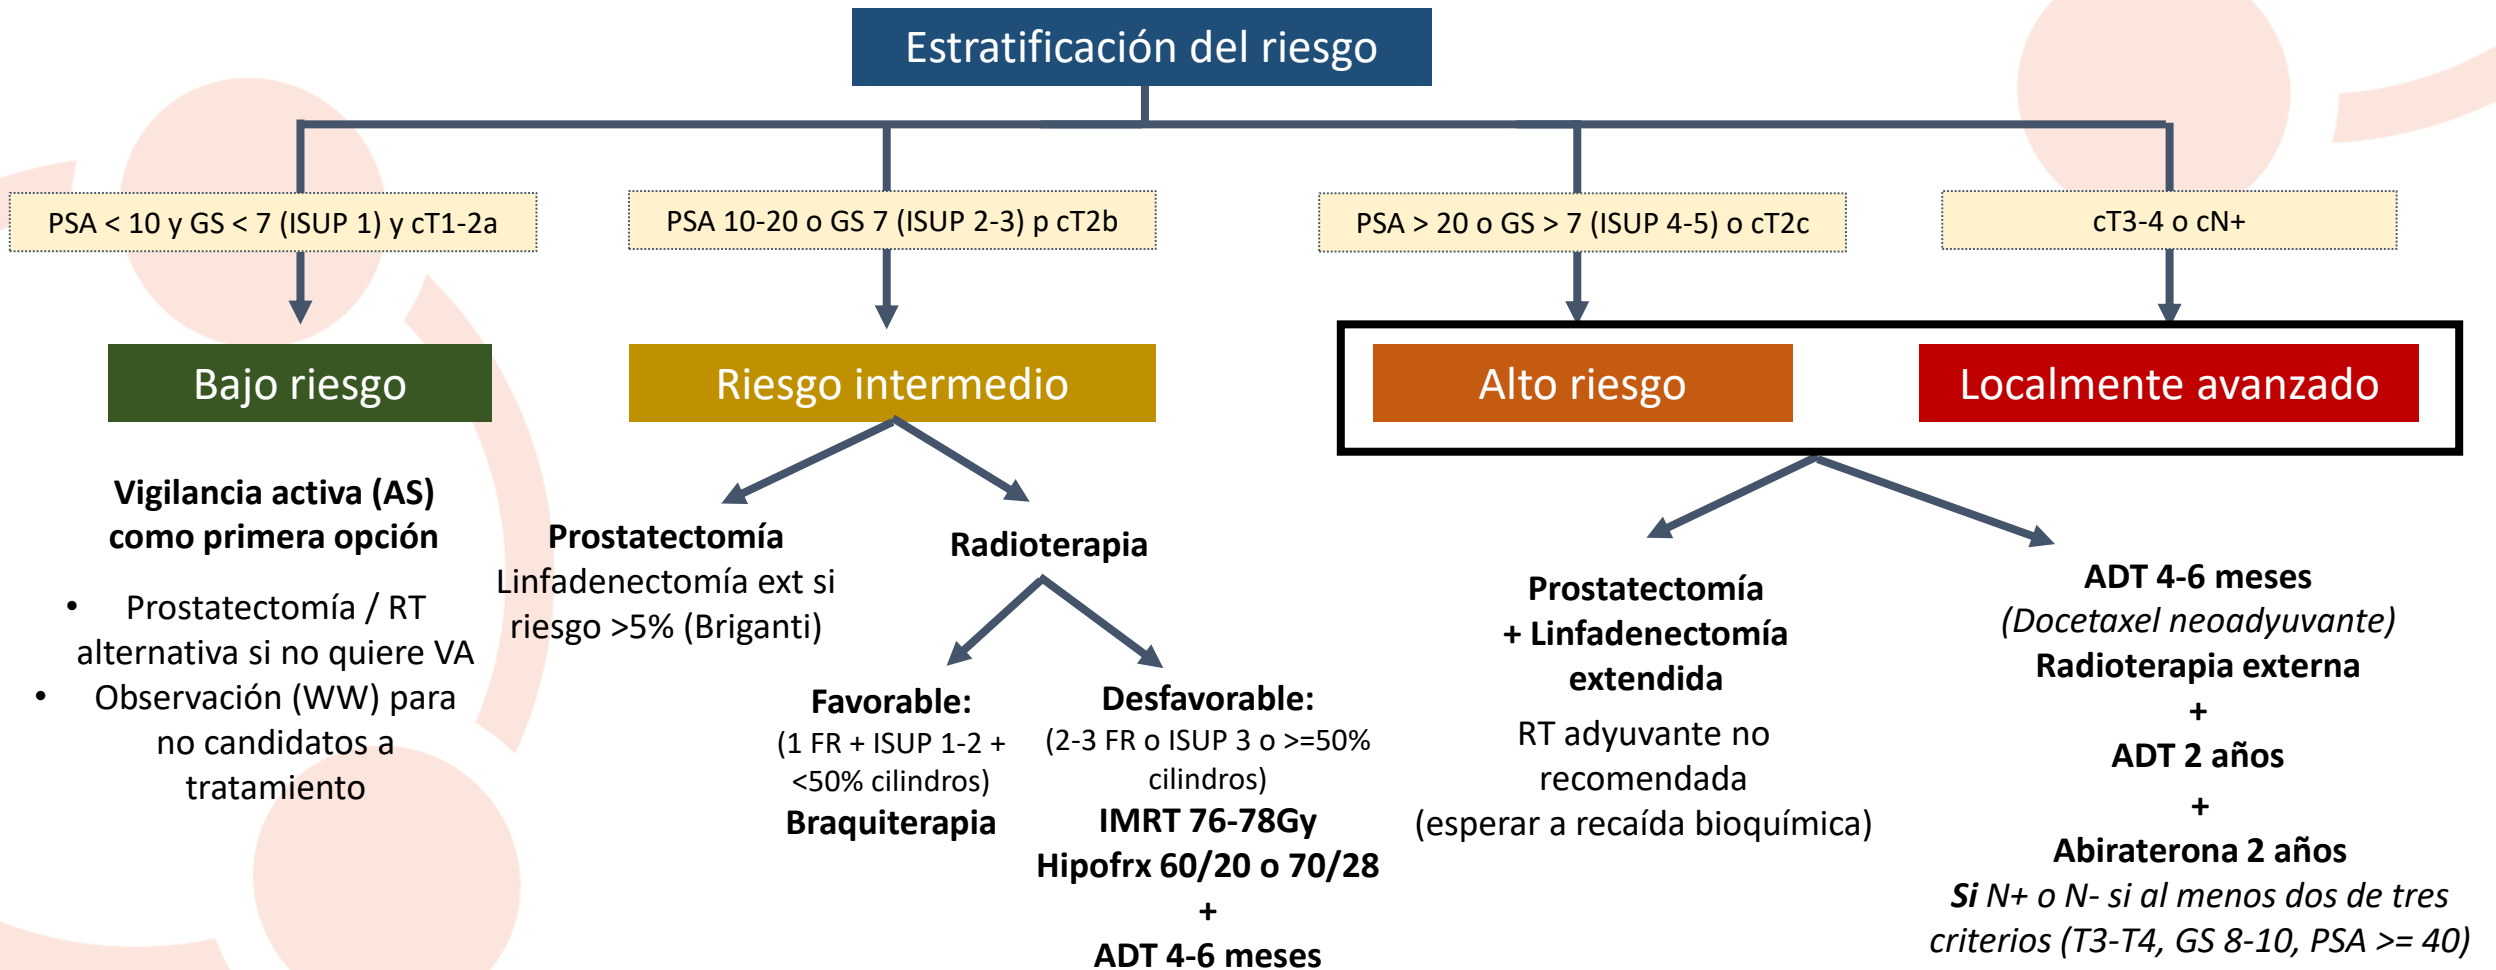 Estratificación del riesgo
PSA < 10 y GS < 7 (ISUP 1) y cT1-2a
PSA 10-20 o GS 7 (ISUP 2-3) p cT2b
PSA > 20 o GS > 7 (ISUP 4-5) o cT2c
cT3-4 o cN+
Bajo riesgo
Riesgo intermedio
Alto riesgo
Localmente avanzado
Vigilancia activa (AS)
como primera opción
• Prostatectomía / RT
alternativa si no quiere VA
• Observación (WW) para
no candidatos a
tratamiento
Prostatectomía
Linfadenectomía ext si
riesgo >5% (Briganti)
Radioterapia
Favorable:
(1 FR + ISUP 1-2 +
<50% cilindros)
Braquiterapia
Desfavorable:
(2-3 FR o ISUP 3 o >=50%
cilindros)
IMRT 76-78Gy
Hipofrx 60/20 o 70/28
+
ADT 4-6 meses
Prostatectomía
+ Linfadenectomía
extendida
RT adyuvante no
recomendada
(esperar a recaída bioquímica)
ADT 4-6 meses
(Docetaxel neoadyuvante)
Radioterapia externa
+
ADT 2 años
+
Abiraterona 2 años
Si N+ o N- si al menos dos de tres
criterios (T3-T4, GS 8-10, PSA >= 40)